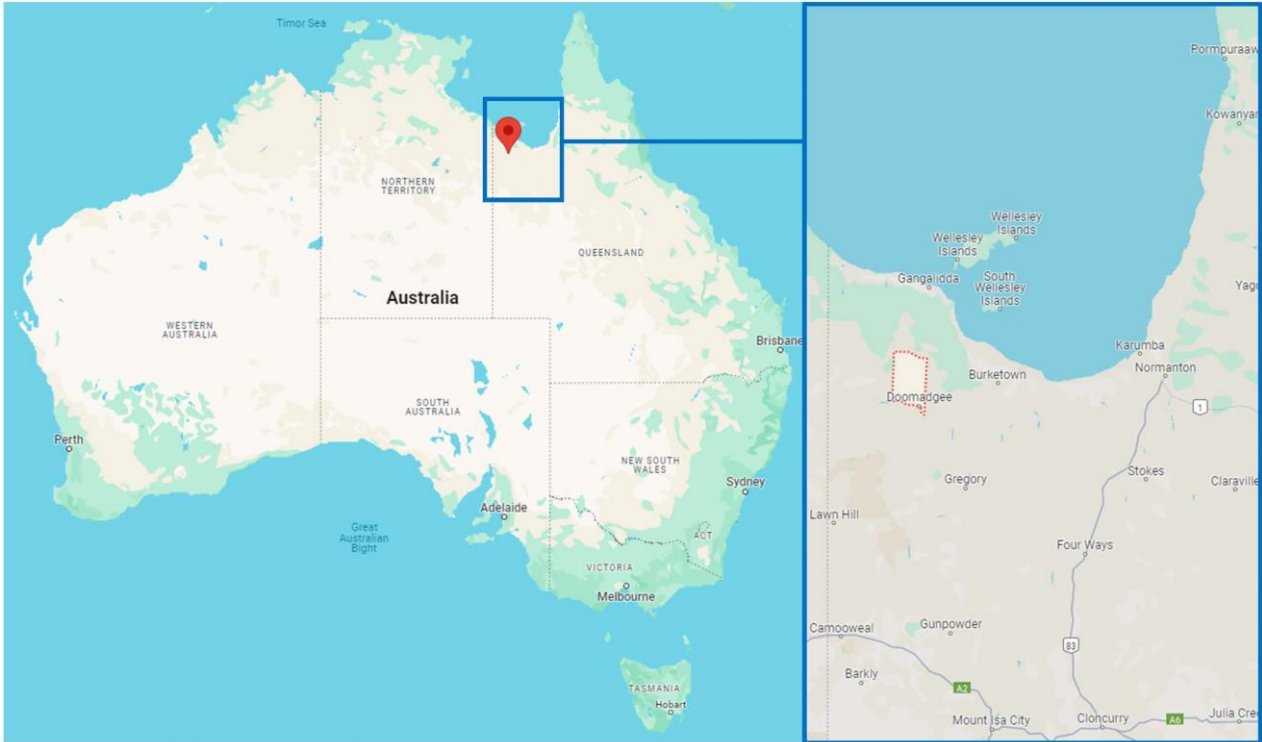 Timor Sea
NORTHERN
TERRITORY
QUEENSLAND
Australia
WESTERN
AUSTRALIA
Brisbane
SOUTH
AUSTRALIA
Perth
NEW SOUTH
WALES
Sydney
Adelaide
Great
Australian
Bight
ACT
VICTORIA
Melbourne
TASMANIA
Hobart
Pormpuraaw
Kowanyar
Wellesley
Islands
Wellesley
Islands
South
Wellesley
Islands
Gangalidda
Yag
Karumba
Normanton
Burketown
Doomadgee
1
Gregory
Stokes
Claraville
Lawn Hill
Four Ways
Camooweal
Gunpowder
83
Barkly
A2
Mount Isa City
Cloncurry
A6
Julia Cree